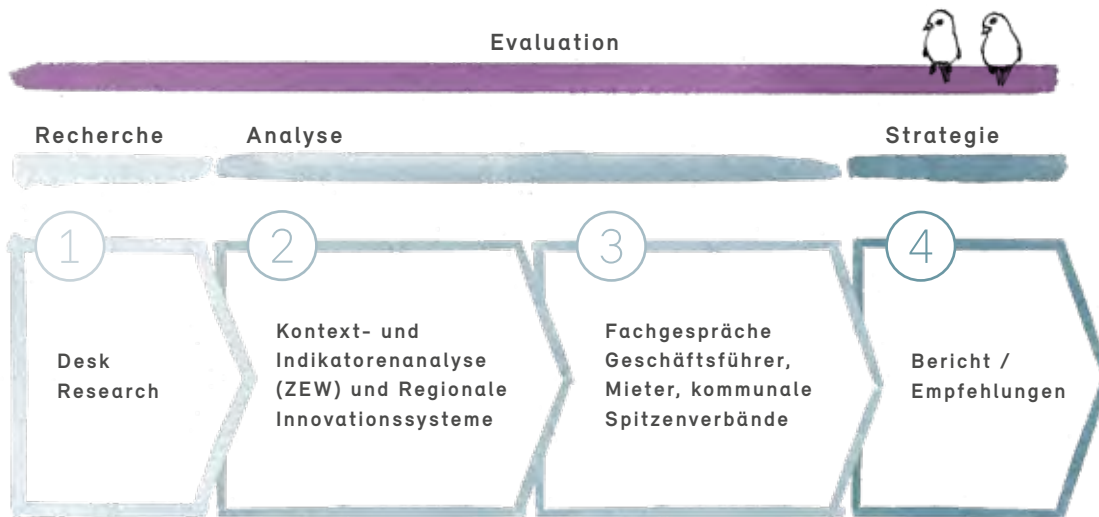 Evaluation
Recherche
Analyse
Strategie
1
2
3
4
Desk
Research
Kontext- und
Indikatorenanalyse
(ZEW) und Regionale
Innovationssysteme
Fachgespräche
Geschäftsführer,
Mieter, kommunale
Spitzenverbände
Bericht /
Empfehlungen